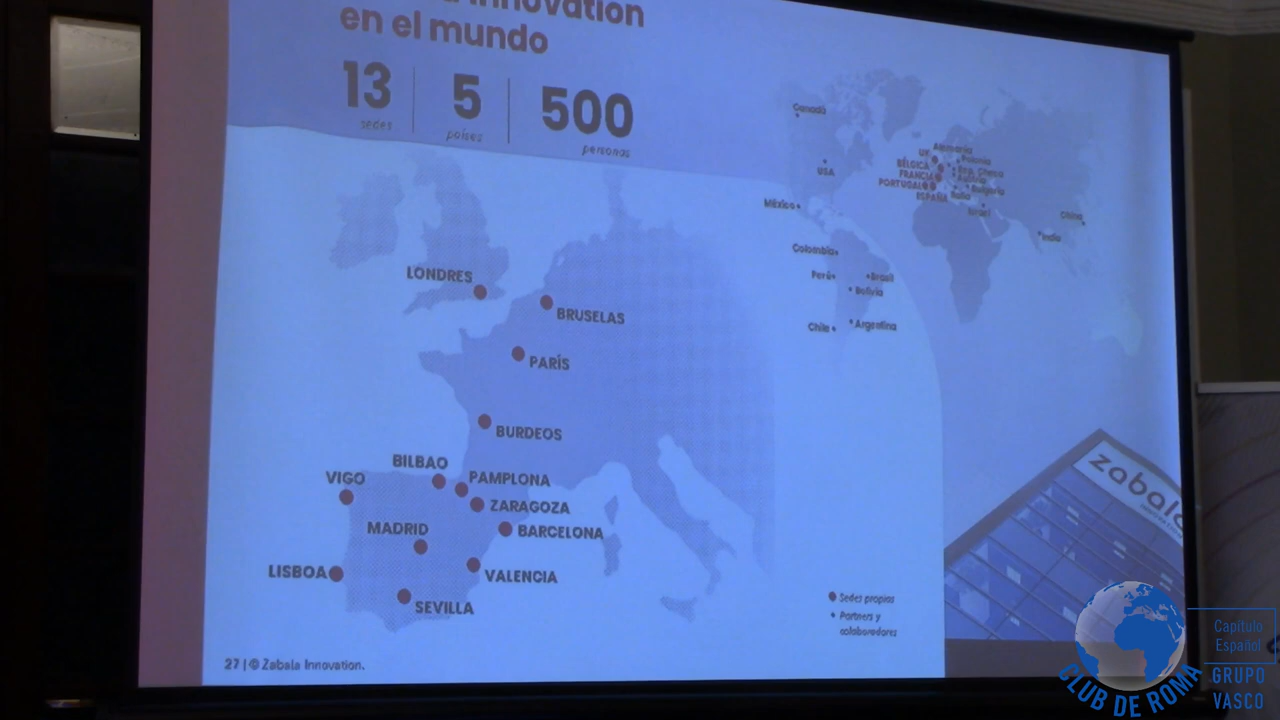 innovation
en el mundo
13
sedes
5
países
500
personas
LONDRES
BRUSELAS
PARÍS
BURDEOS
BILBAO
PAMPLONA
VIGO
ZARAGOZA
BARCELONA
MADRID
LISBOA
VALENCIA
SEVILLA
Canadá
USA
México
Colombia
Perú
Brasil
Bolivia
Chile
Argentina
UK
Alemania
Polonia
BÉLGICA
Rep. Checa
FRANCIA
Austria
PORTUGAL
Bulgaria
ESPAÑA
Italia
Israel
China
India
Sedes propias
Partners y
colaboradores
27 | © Zabala Innovation.
zabala
CLUB DE ROMA
Capítulo
Español
GRUPO
VASCO